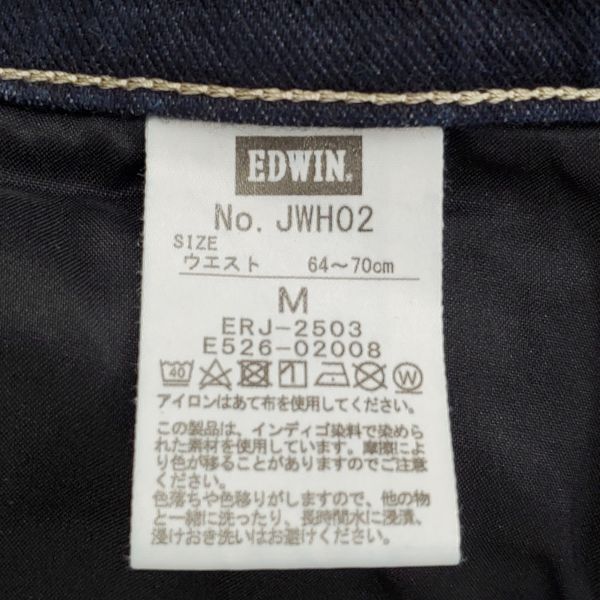 EDWIN.
No. JWH02
SIZE
ウエスト 64～70cm
M
ERJ-2503
E526-02008
40 W
アイロンはあて布を使用してください。
この製品は、インディゴ染料で染めら
れた素材を使用しています。摩擦によ
り色が移ることがありますのでご注意
ください。
色落ちや色移りがしますので、他の物
と一緒に洗ったり、長時間水に浸漬、
浸けおき洗いはお避けください。